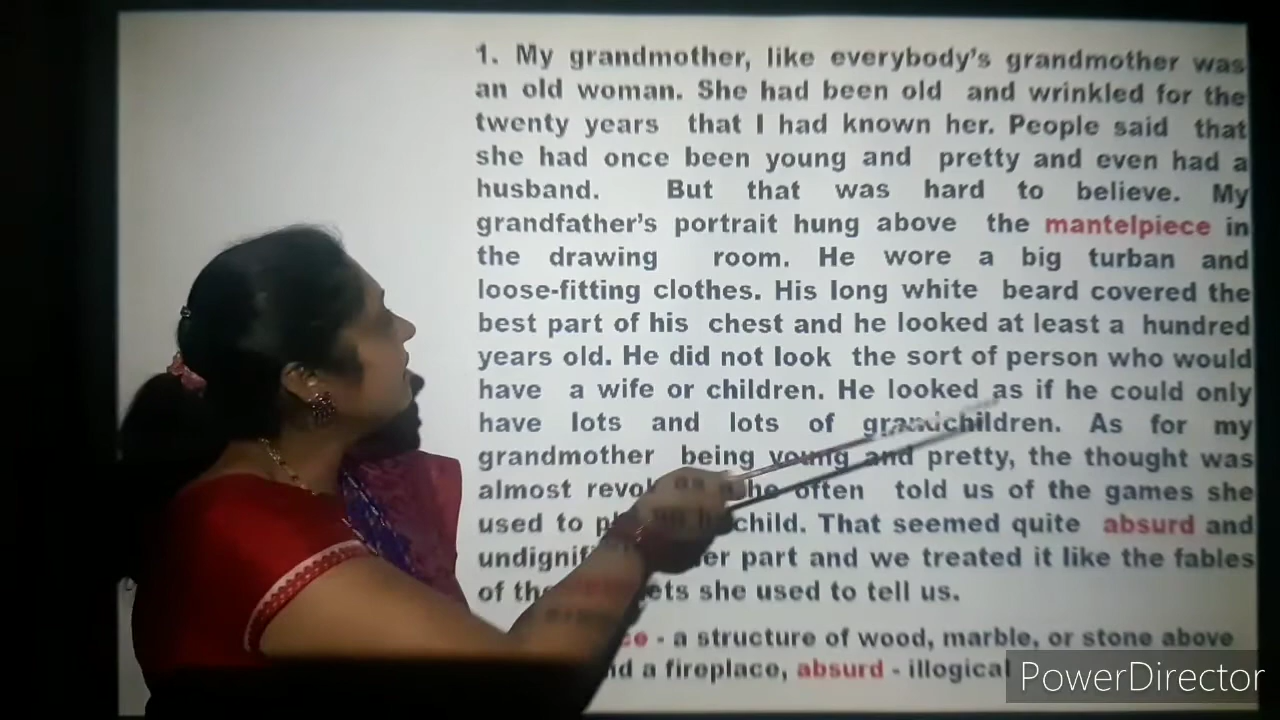 1. My grandmother, like everybody's grandmother was
an old woman. She had been old and wrinkled for the
twenty years that I had known her. People said that
she had once been young and pretty and even had a
husband. But that was hard to believe. My
grandfather's portrait hung above the mantelpiece in
the drawing room. He wore a big turban and
loose-fitting clothes. His long white beard covered the
best part of his chest and he looked at least a hundred
years old. He did not look the sort of person who would
have a wife or children. He looked as if he could only
have lots and lots of grandchildren. As for my
grandmother being young and pretty, the thought was
almost often told us of the games she
used to child. That seemed quite absurd and
part and we treated it like the fables
of she used to tell us.
- a structure of wood, marble, or stone above
a fireplace, absurd - illogical
PowerDirector